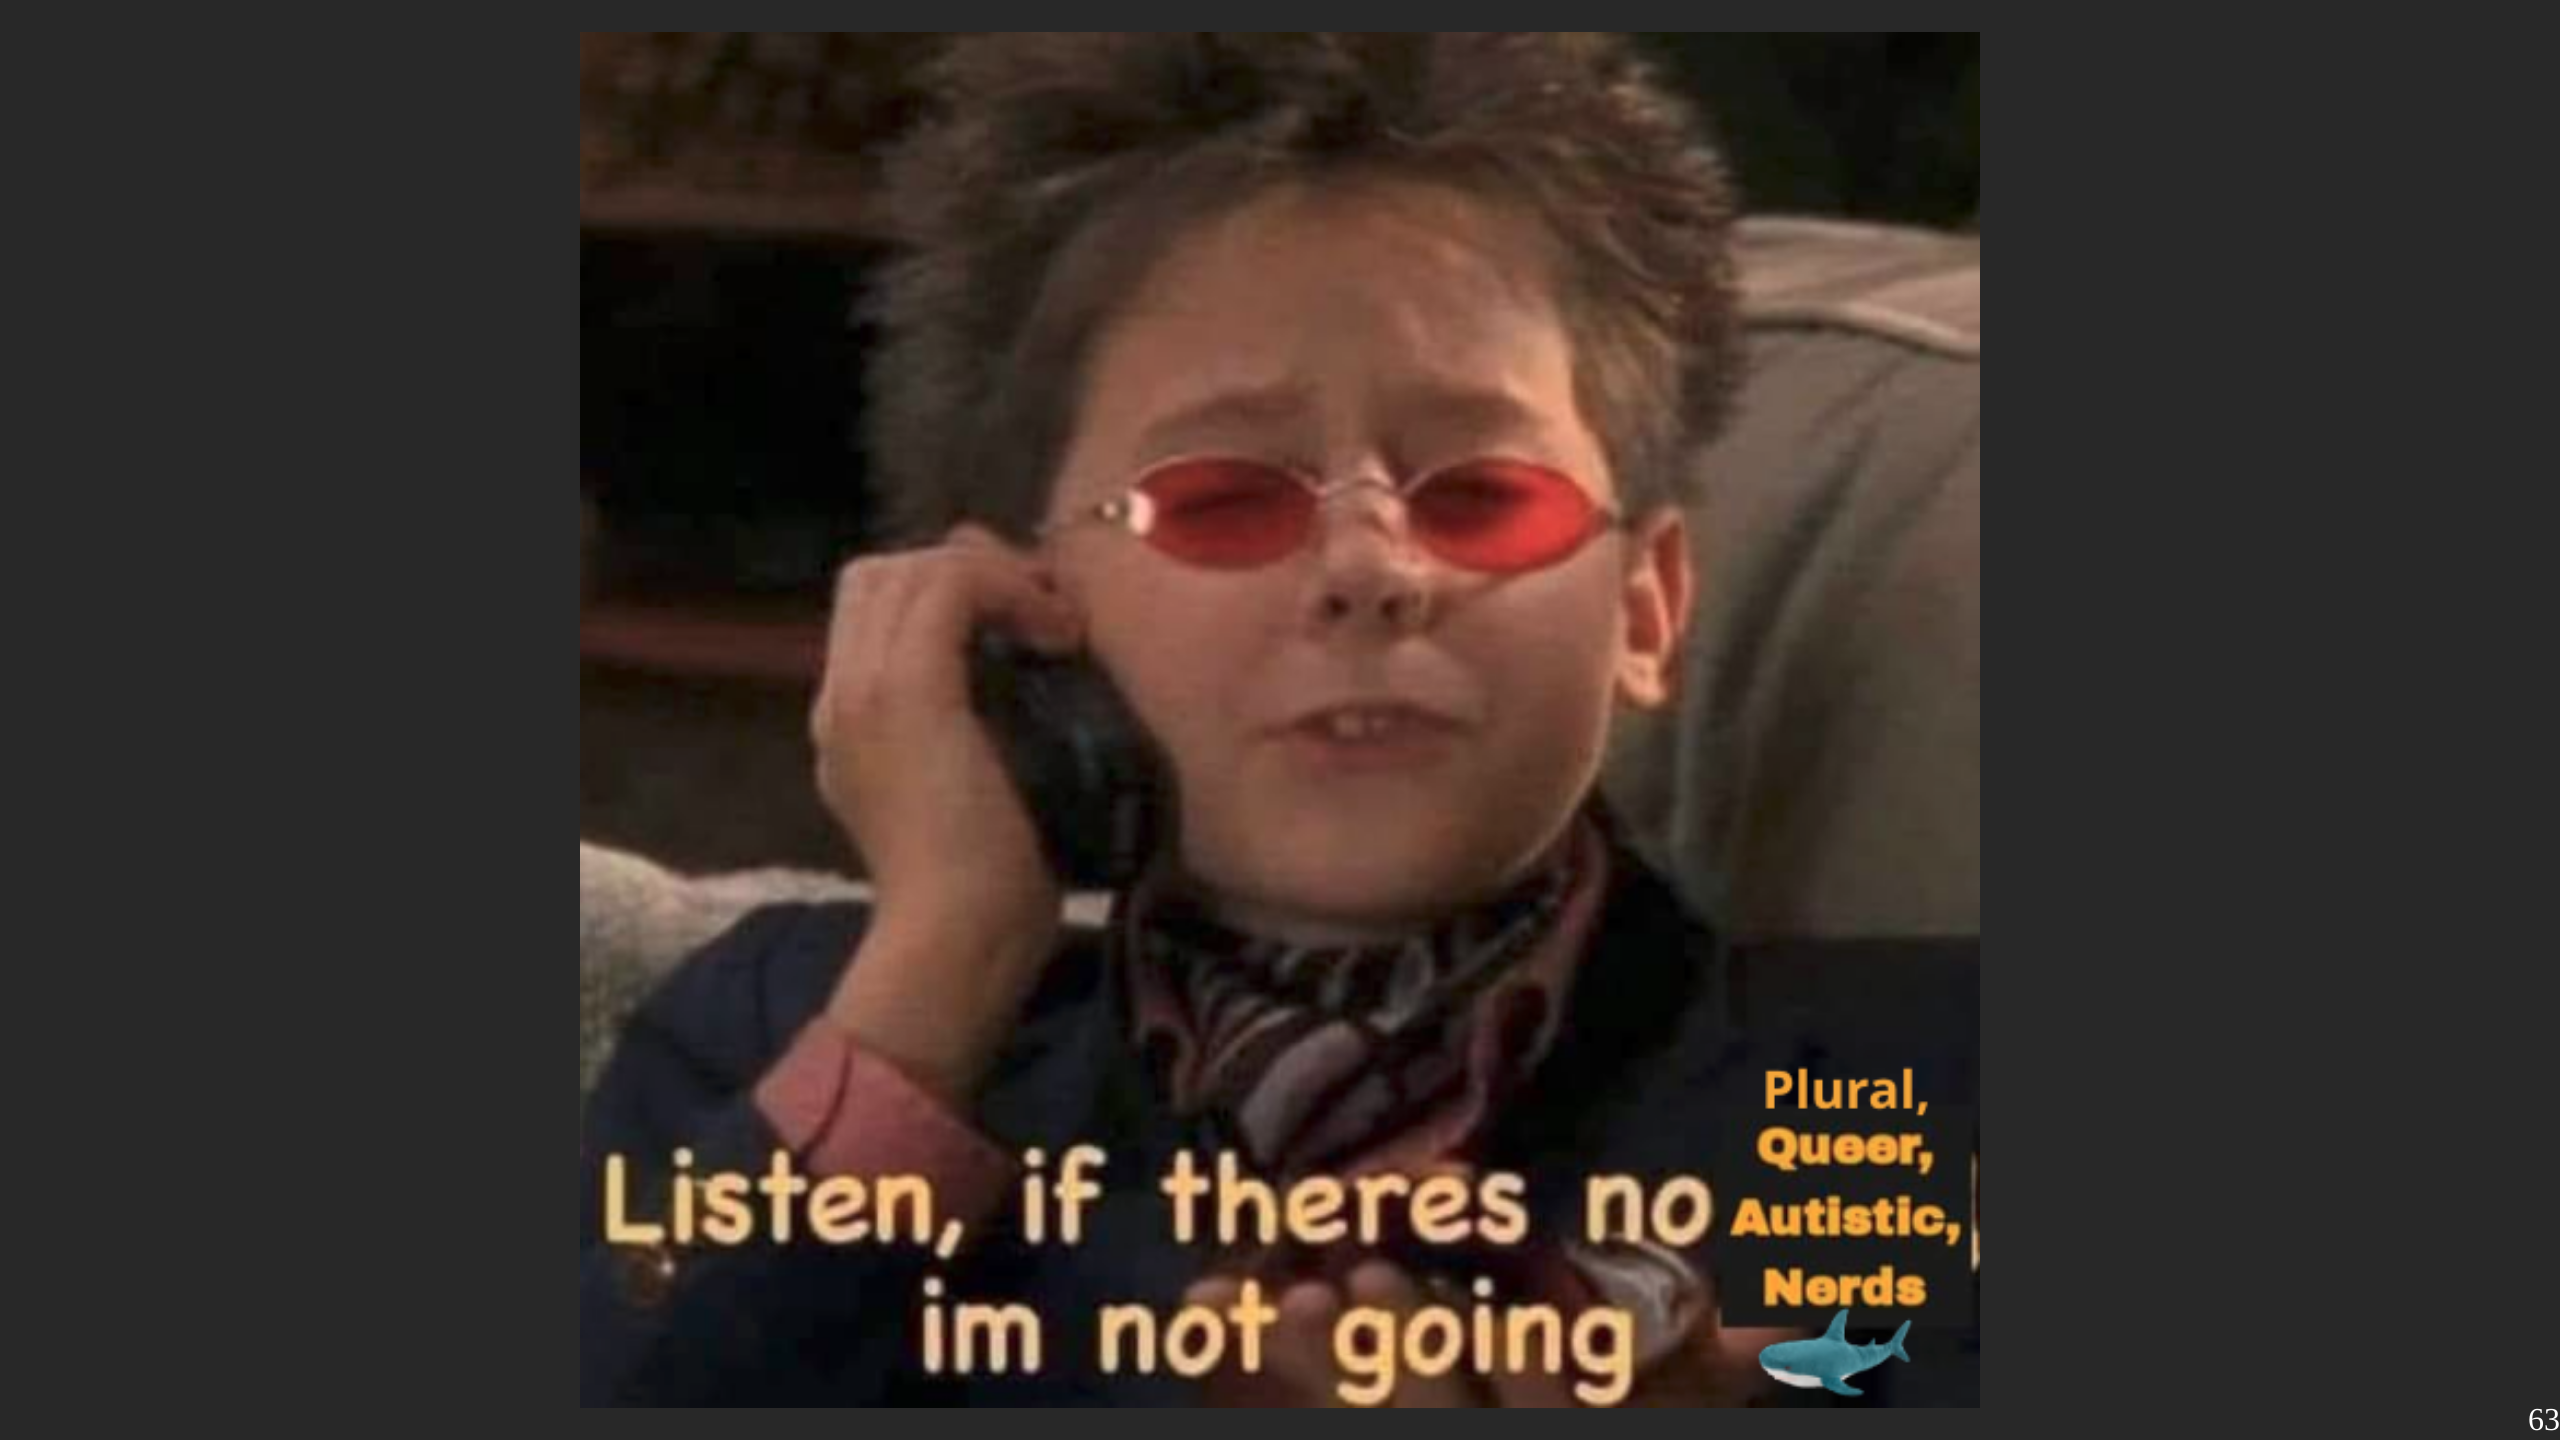 Listen, if theres no Plural,
Queer,
Autistic,
Nerds
im not going
63